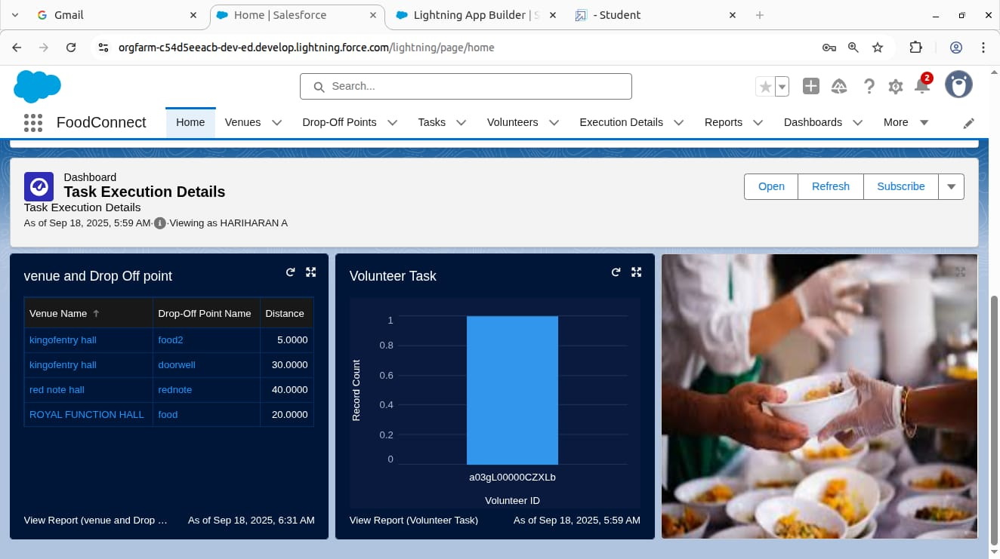 Gmail
Home | Salesforce
Lightning App Builder | S
- Student
orgfarm-c54d5eeacb-dev-ed.develop.lightning.force.com/lightning/page/home
Search...
2
FoodConnect
Home
Venues
Drop-Off Points
Tasks
Volunteers
Execution Details
Reports
Dashboards
More
Dashboard
Task Execution Details
Task Execution Details
As of Sep 18, 2025, 5:59 AM·Viewing as HARIHARAN A
Open
Refresh
Subscribe
venue and Drop Off point
Venue Name ↑ Drop-Off Point Name Distance
kingofentry hall food2 5.0000
kingofentry hall doorwell 30.0000
red note hall rednote 40.0000
ROYAL FUNCTION HALL food 20.0000
View Report (venue and Drop ... As of Sep 18, 2025, 6:31 AM
Volunteer Task
Record Count
1
0.8
0.6
0.4
0.2
0
a03gL00000CZXLb
Volunteer ID
View Report (Volunteer Task) As of Sep 18, 2025, 5:59 AM